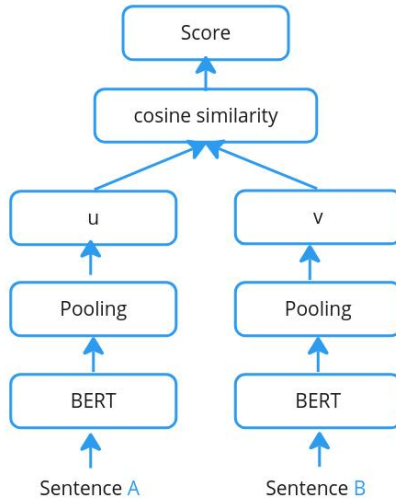 Score
cosine similarity
u
v
Pooling
Pooling
BERT
BERT
Sentence A
Sentence B